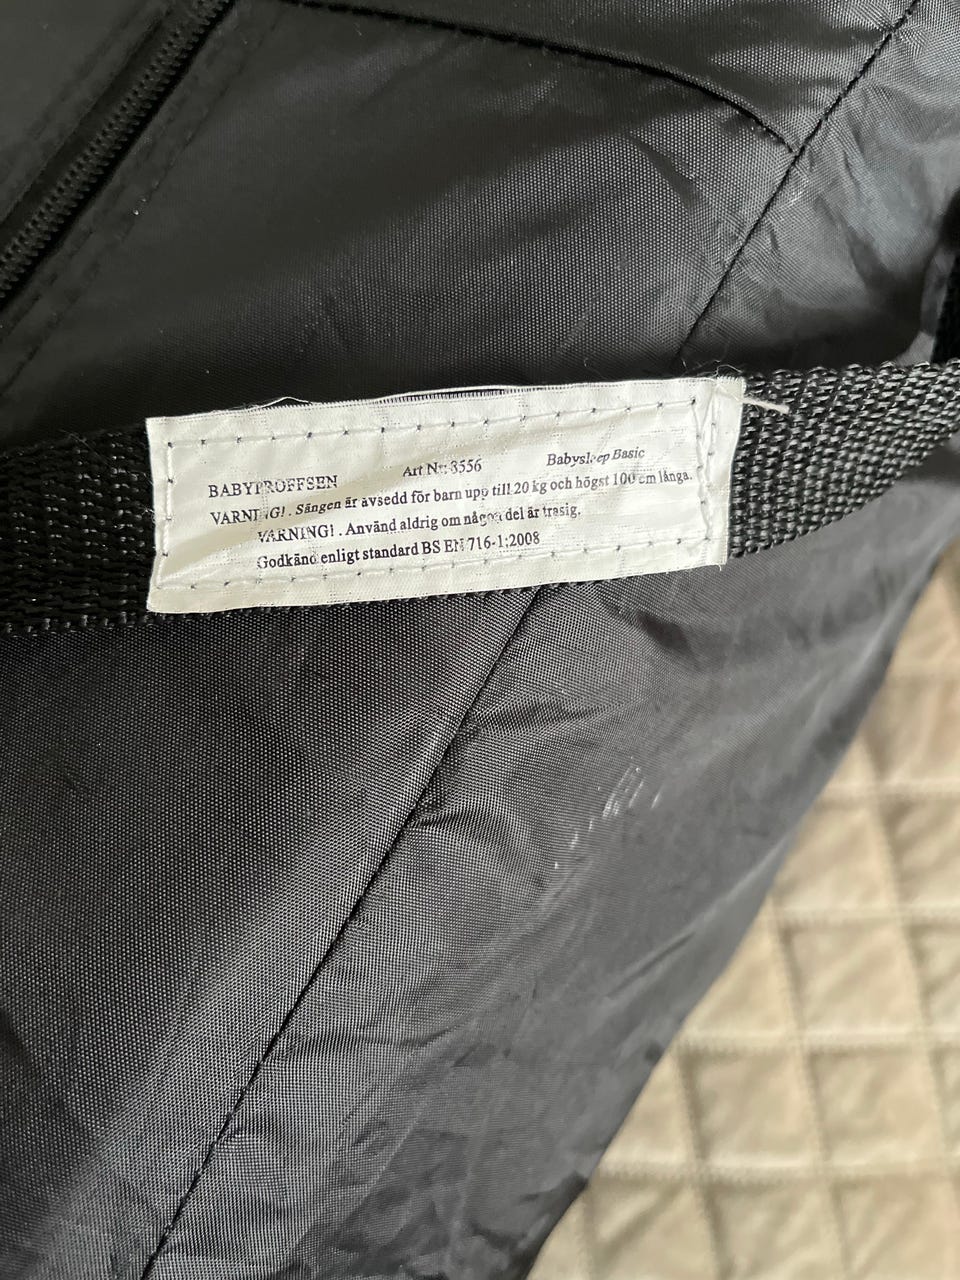 BABYPROFFSEN Art Nr: 3556 Babysleep Basic
VARNING! . Sängen är avsedd för barn upp till 20 kg och högst 100 cm långa.
VARNING! . Använd aldrig om någon del är trasig.
Godkänd enligt standard BS EN 716-1:2008